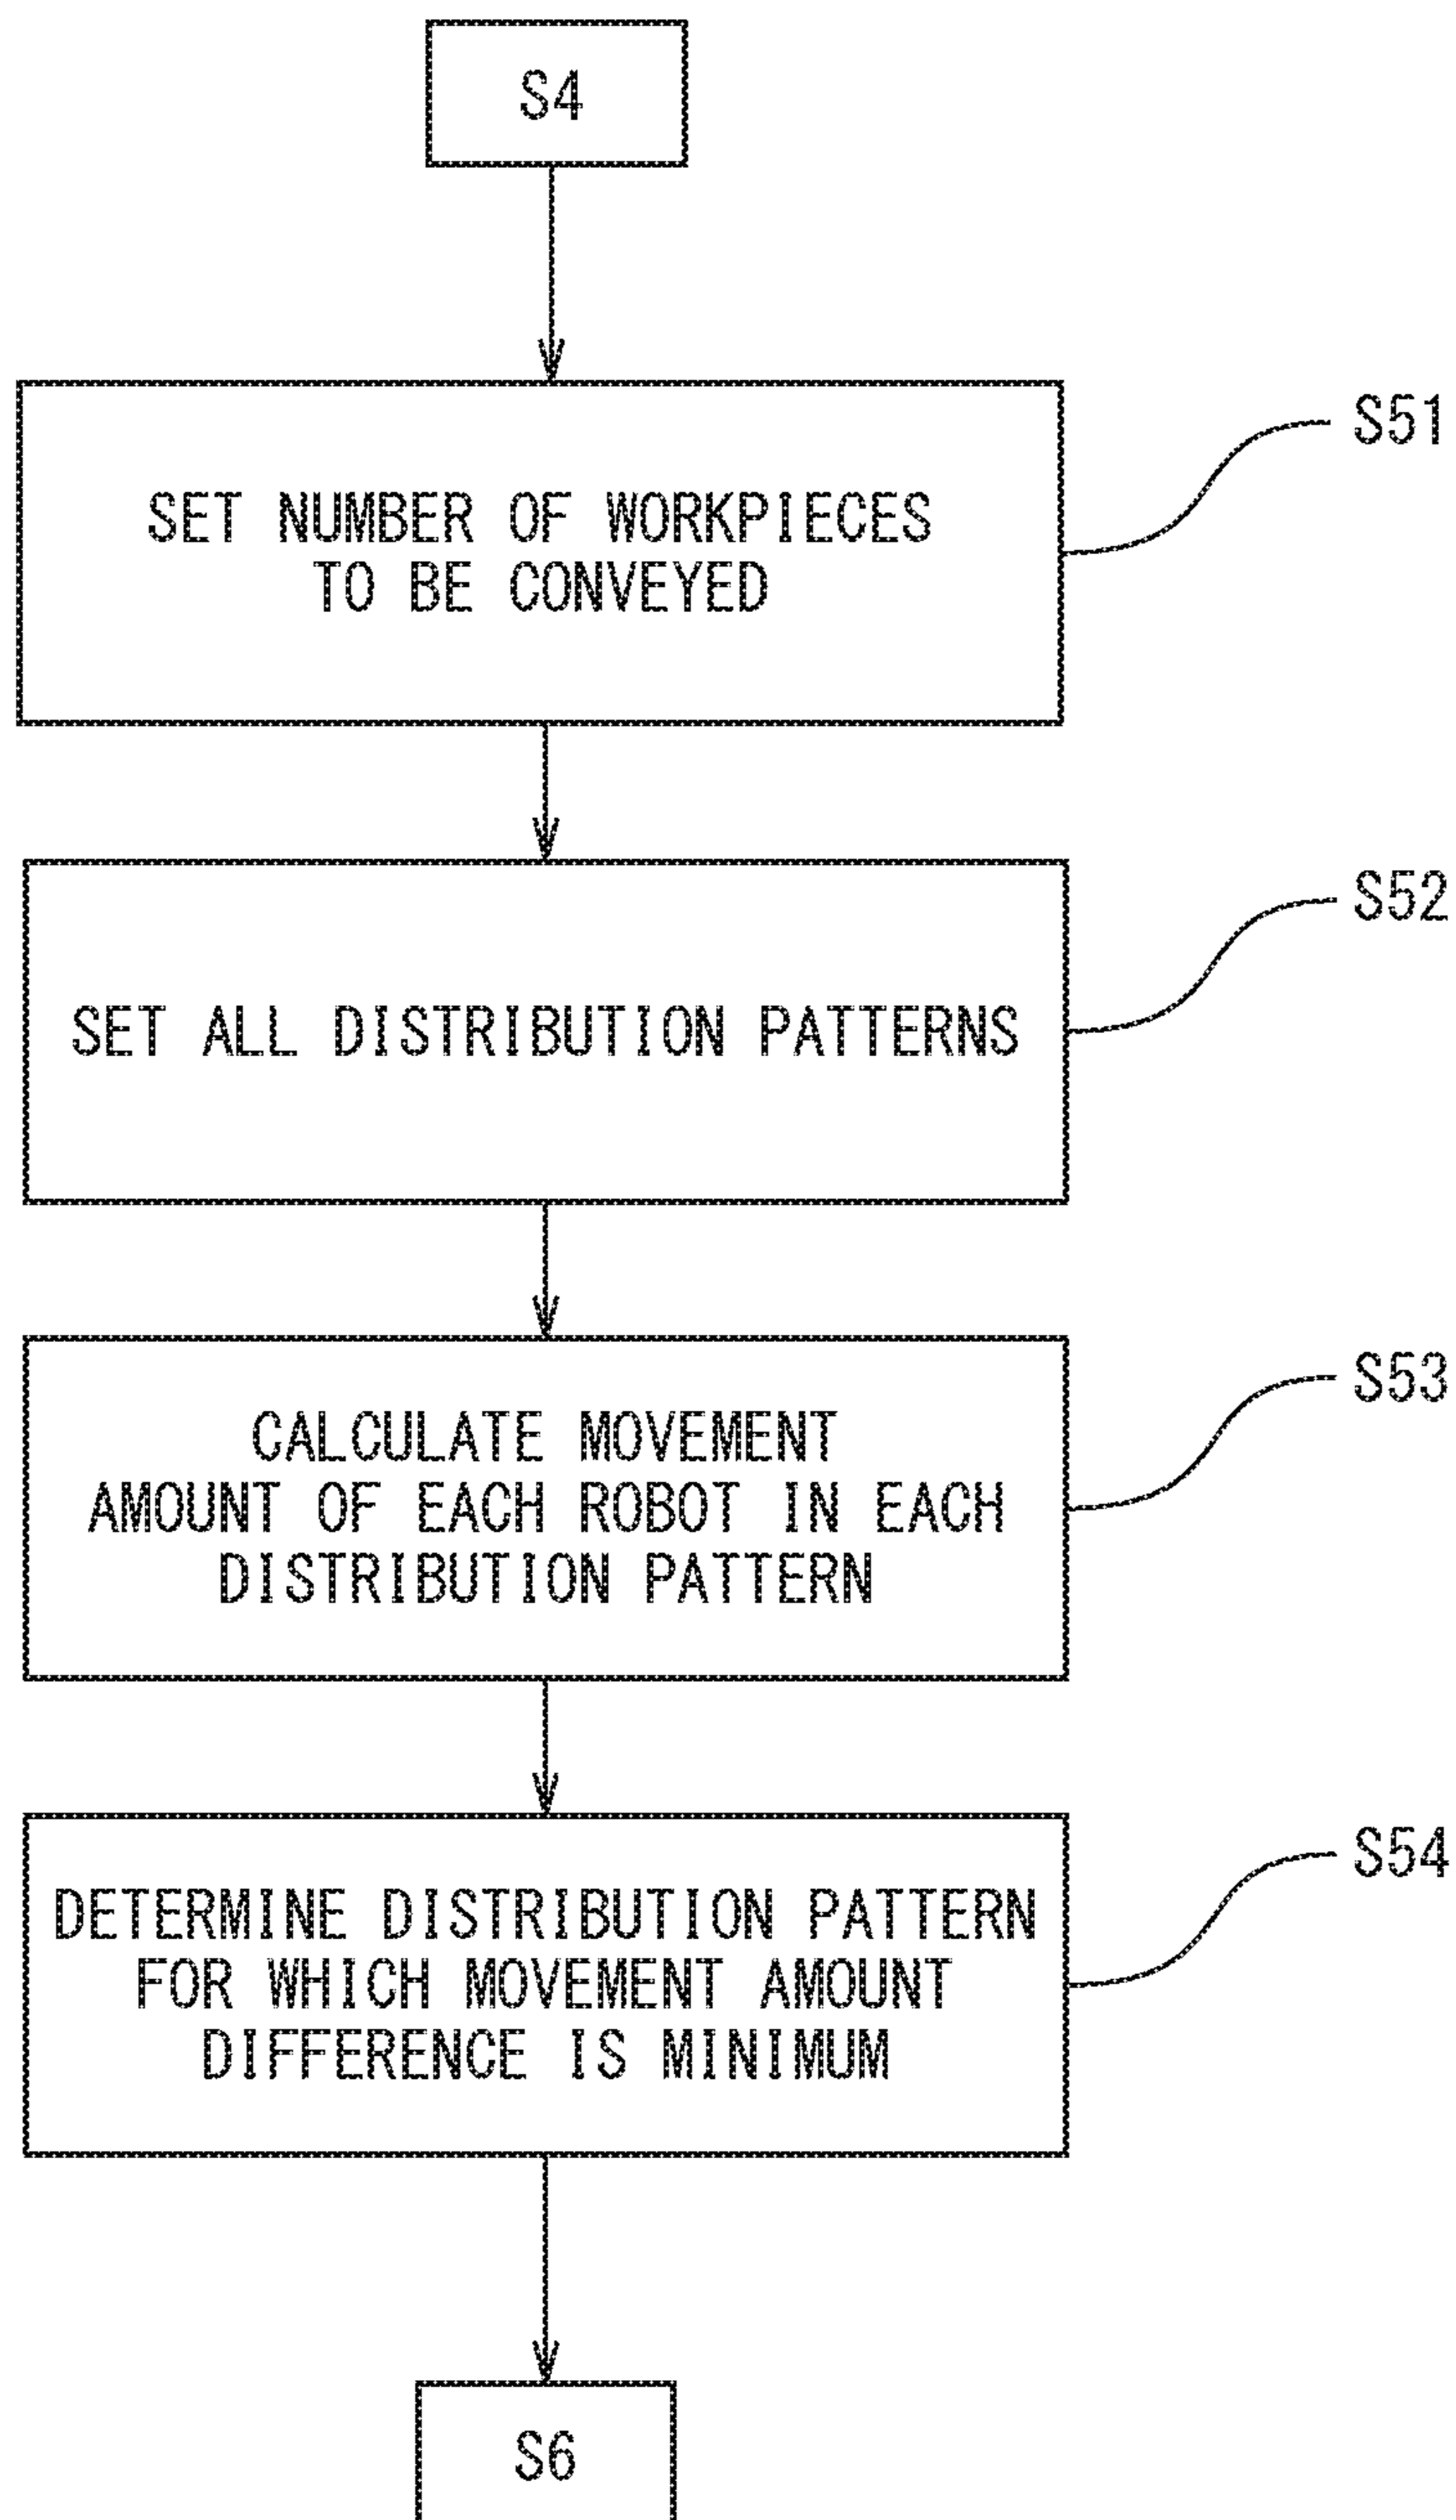 S4
S51
SET NUMBER OF WORKPIECES
TO BE CONVEYED
S52
SET ALL DISTRIBUTION PATTERNS
S53
CALCULATE MOVEMENT
AMOUNT OF EACH ROBOT IN EACH
DISTRIBUTION PATTERN
S54
DETERMINE DISTRIBUTION PATTERN
FOR WHICH MOVEMENT AMOUNT
DIFFERENCE IS MINIMUM
S6